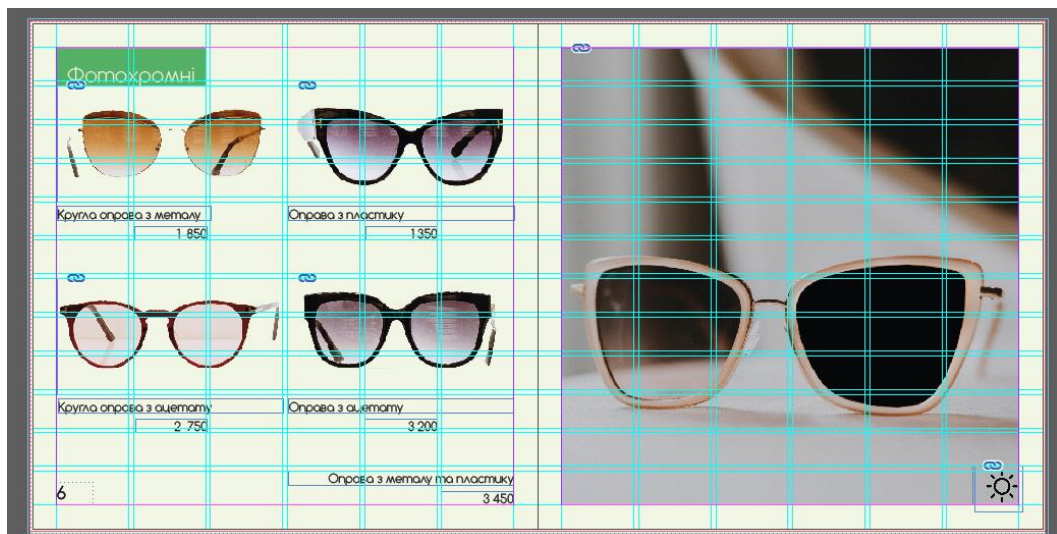 Фотохромні
Кругла оправа з металу
1 850
Оправа з пластику
1350
Кругла оправа з ацетату
2 750
Оправа з ацетату
3 200
Оправа з металу та пластику
3 450
6